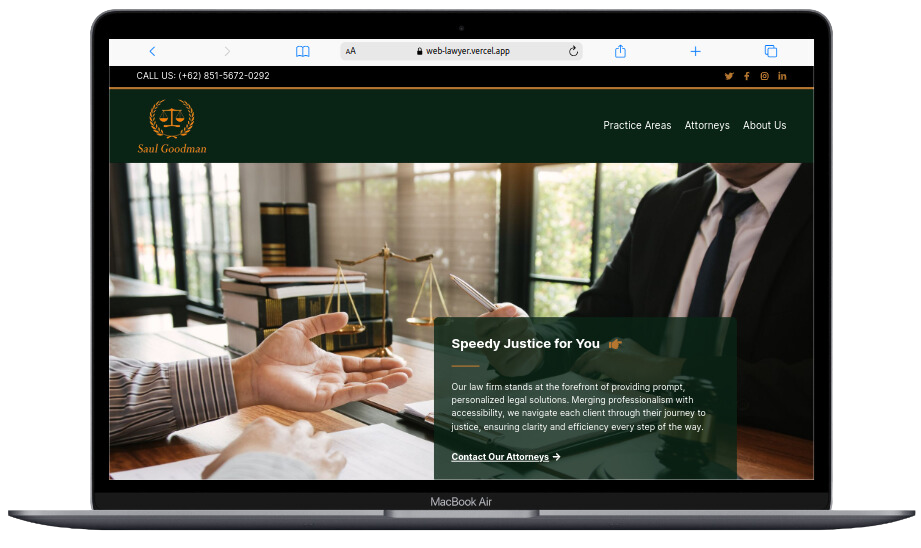 AA web-lawyer.vercel.app
CALL US: (+62) 851-5672-0292
Saul Goodman
Practice Areas Attorneys About Us
Speedy Justice for You
Our law firm stands at the forefront of providing prompt,
personalized legal solutions. Merging professionalism with
accessibility, we navigate each client through their journey to
justice, ensuring clarity and efficiency every step of the way.
Contact Our Attorneys →
MacBook Air